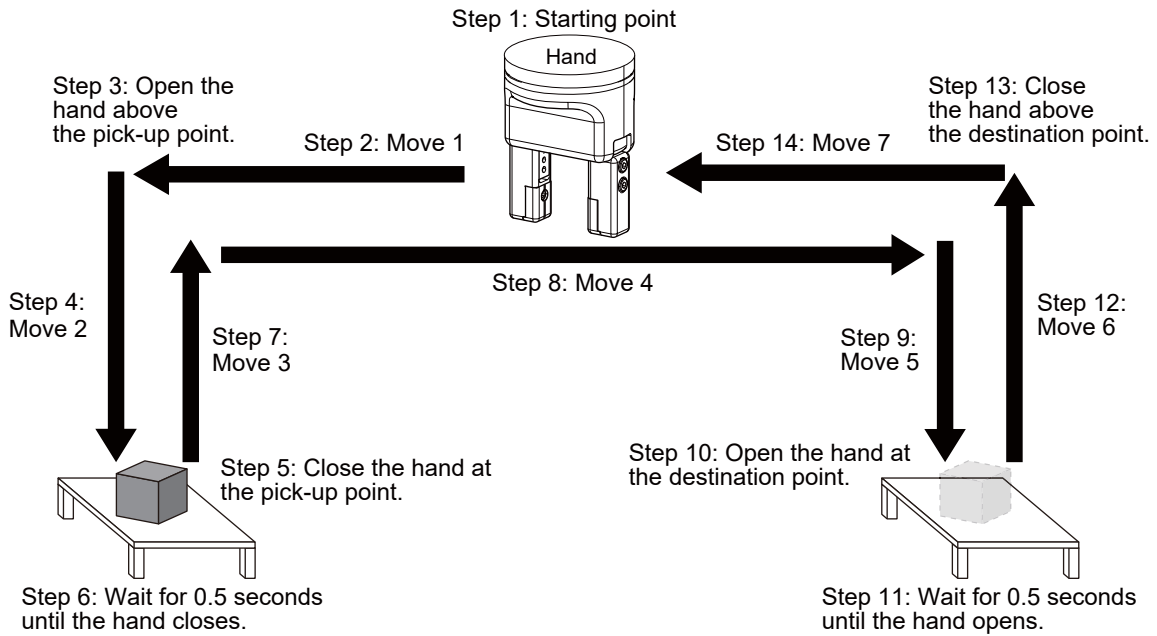 Step 1: Starting point
Hand
Step 3: Open the
hand above
the pick-up point.
Step 2: Move 1
Step 14: Move 7
Step 13: Close
the hand above
the destination point.
Step 8: Move 4
Step 4:
Move 2
Step 7:
Move 3
Step 9:
Move 5
Step 12:
Move 6
Step 5: Close the hand at
the pick-up point.
Step 10: Open the hand at
the destination point.
Step 6: Wait for 0.5 seconds
until the hand closes.
Step 11: Wait for 0.5 seconds
until the hand opens.